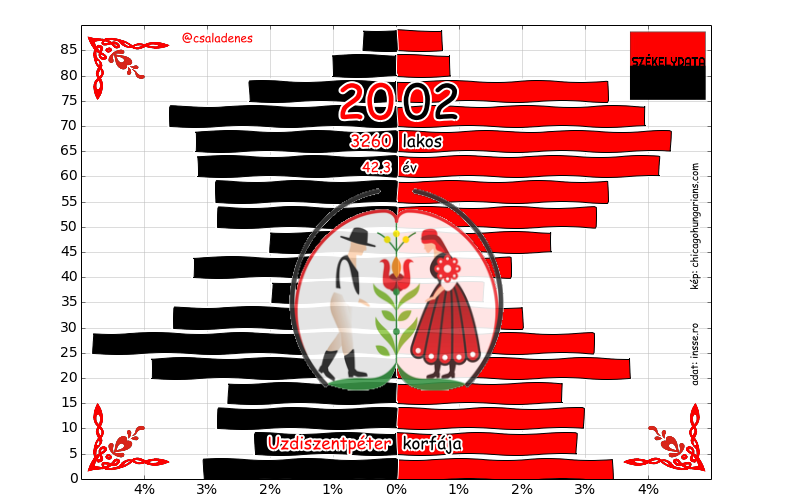 @csaladenes
SZÉKELYDATA
2002
3260 lakos
42.3 év
kép: chicagohungarians.com
adat: insse.ro
Uzdiszentpéter korfája
85
80
75
70
65
60
55
50
45
40
35
30
25
20
15
10
5
0
4% 3% 2% 1% 0% 1% 2% 3% 4%